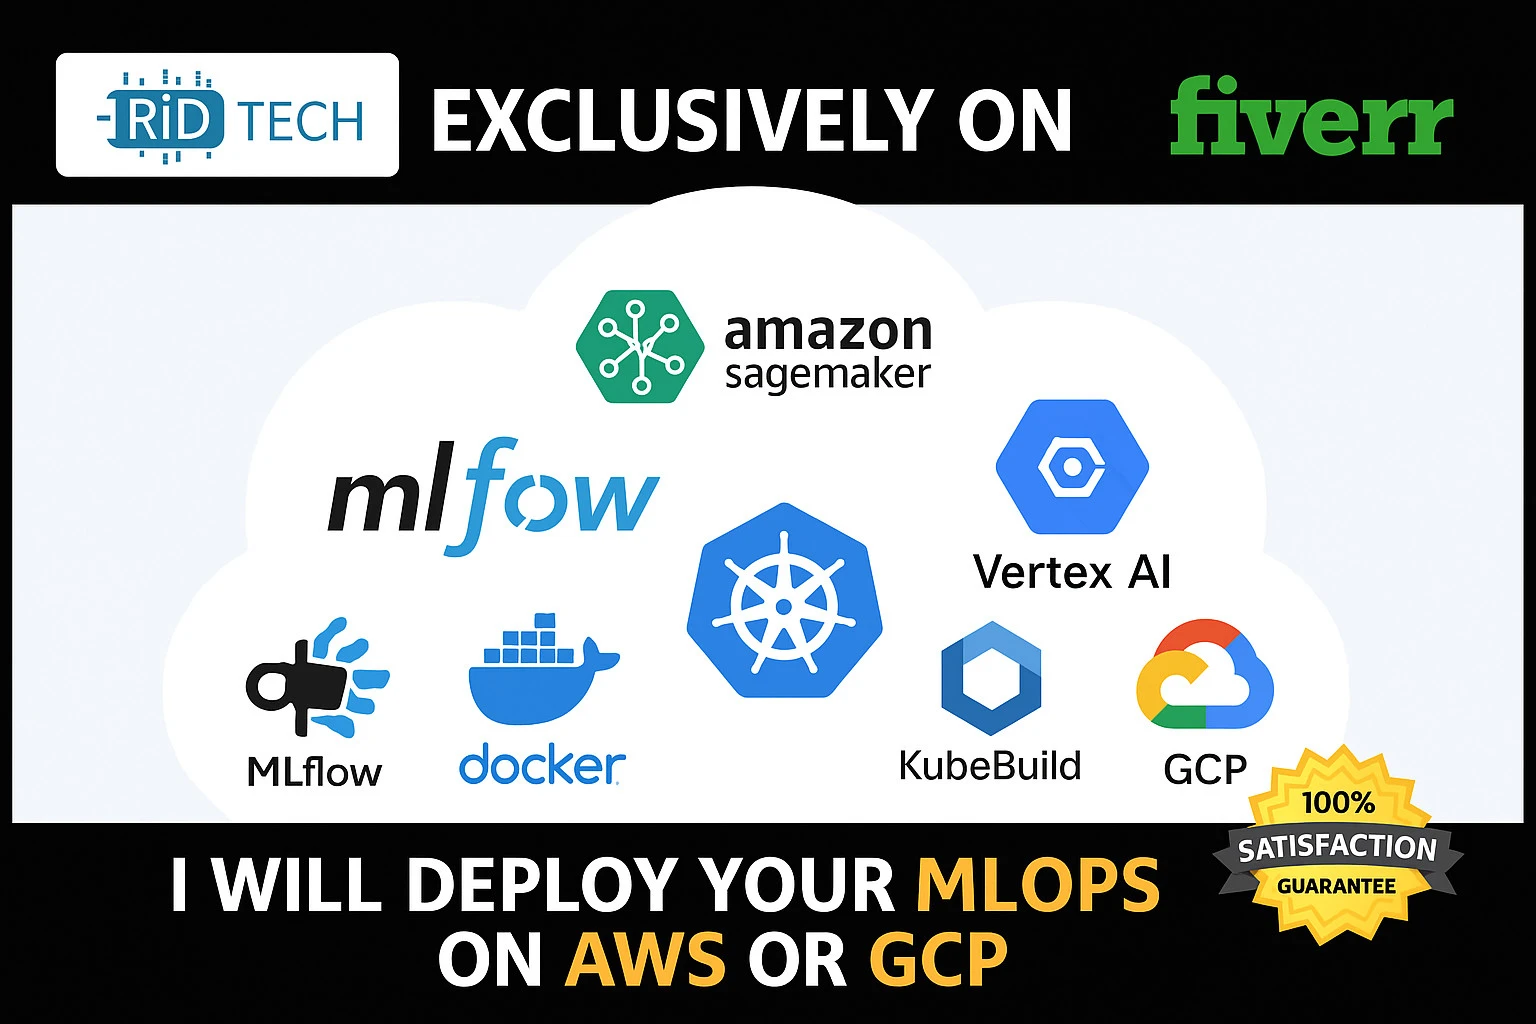 RiD TECH EXCLUSIVELY ON fiverr
amazon
sagemaker
mlfow
Vertex AI
MLflow
docker
KubeBuild
GCP
100%
SATISFACTION
GUARANTEE
I WILL DEPLOY YOUR MLOPS
ON AWS OR GCP